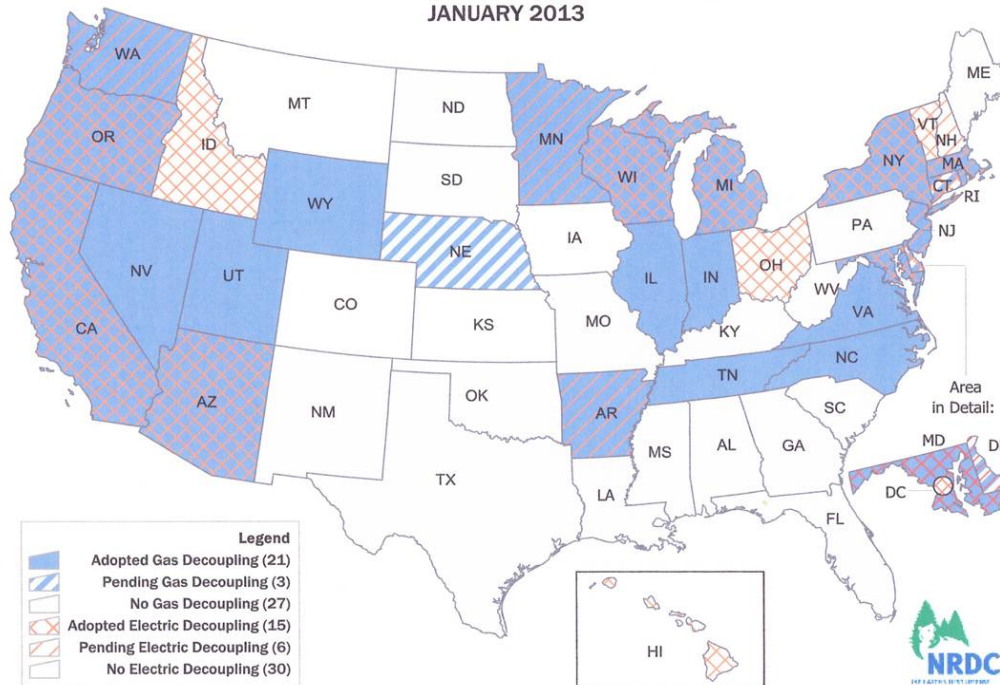 JANUARY 2013
WA
MT
ND
ME
OR
ID
MN
VT
NH
SD
WI
MI
NY
MA
CT
RI
WY
IA
PA
NJ
NE
NV
UT
IL
IN
OH
WV
CO
VA
CA
KS
MO
KY
NC
TN
AZ
NM
OK
AR
SC
Area
in Detail:
MS
AL
GA
TX
LA
MD
D
DC
FL
Legend
Adopted Gas Decoupling (21)
Pending Gas Decoupling (3)
No Gas Decoupling (27)
Adopted Electric Decoupling (15)
Pending Electric Decoupling (6)
No Electric Decoupling (30)
HI
NRDC
THE EARTH'S BEST DEFENSE